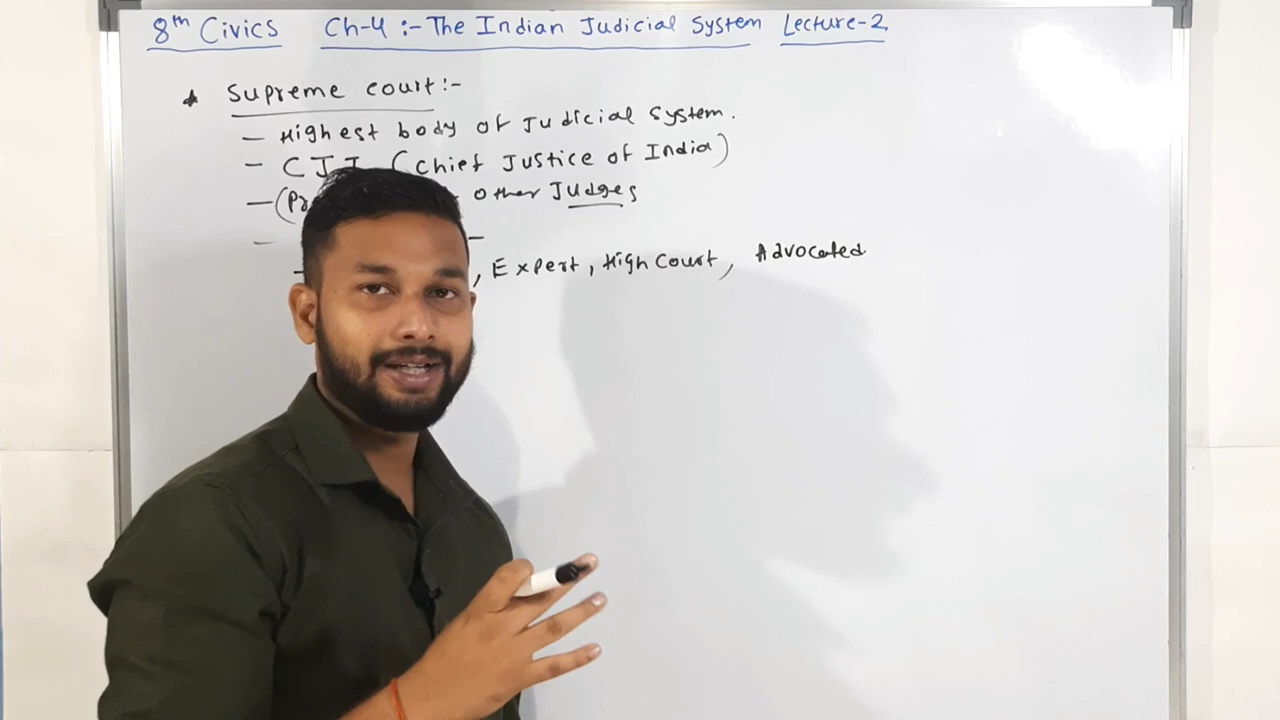 8th Civics Ch-4 :- The Indian Judicial System Lecture-2
* Supreme court:-
- Highest body of Judicial System.
- CJI (Chief Justice of India)
- other Judges
-
- , Expert, High Court, Advocated